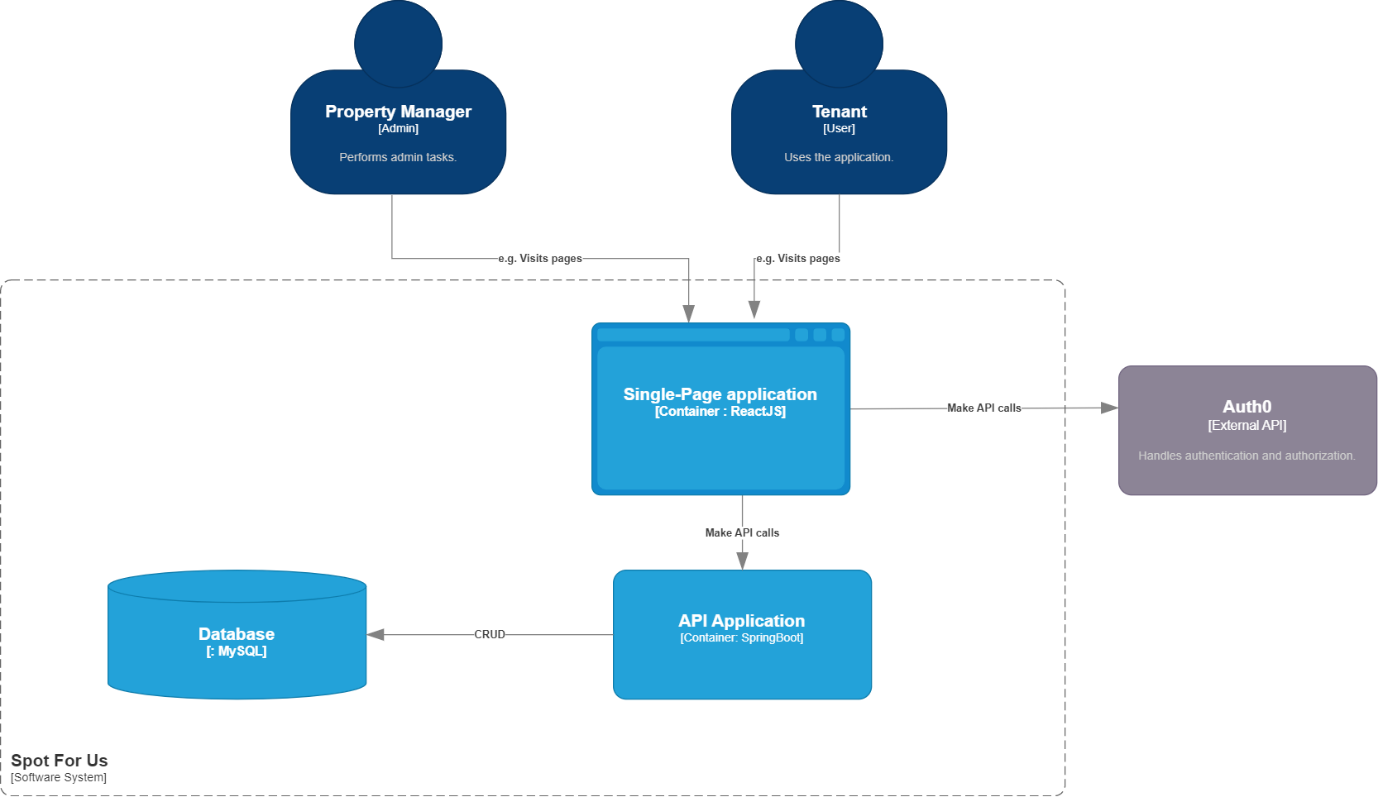 Property Manager
[Admin]
Performs admin tasks.
Tenant
[User]
Uses the application.
e.g. Visits pages
e.g. Visits pages
Single-Page application
[Container : ReactJS]
Make API calls
Auth0
[External API]
Handles authentication and authorization.
Make API calls
API Application
[Container: SpringBoot]
CRUD
Database
[: MySQL]
Spot For Us
[Software System]